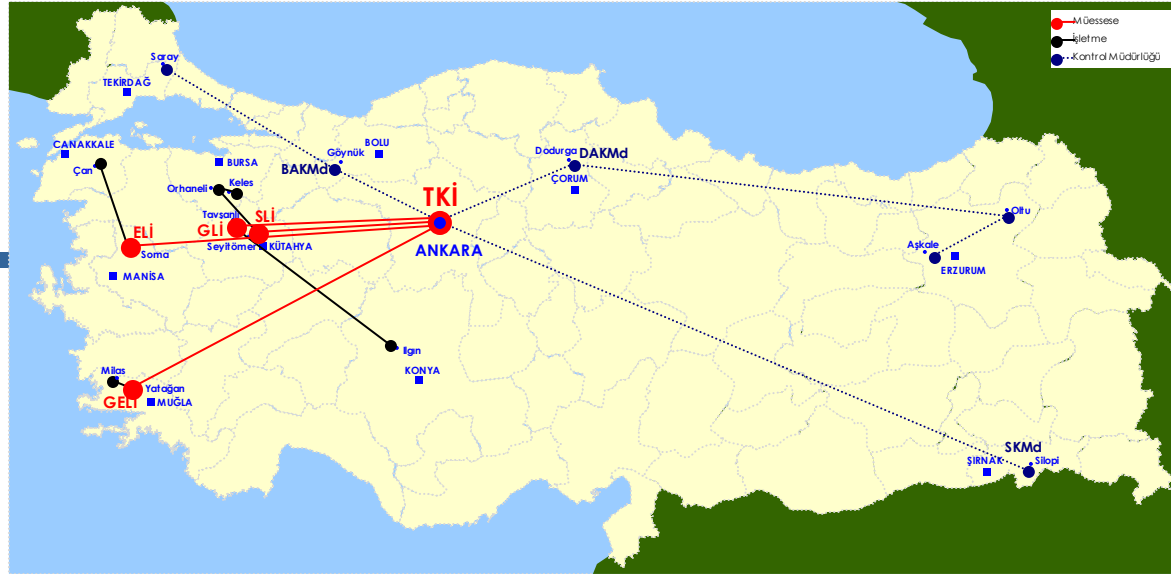 Müessese
İşletme
Kontrol Müdürlüğü
Saray
TEKİRDAĞ
CANAKKALE
Çan
BURSA
Göynük
BOLU
BAKMd
Dodurga
DAKMd
ÇORUM
Orhaneli
Keles
Tavşanlı
SLİ
GLİ
Seyitömer
KÜTAHYA
TKİ
ANKARA
ELİ
Soma
MANİSA
Oltu
Aşkale
ERZURUM
Ilgın
KONYA
Milas
Yatağan
GELİ
MUĞLA
SKMd
ŞIRNAK
Silopi